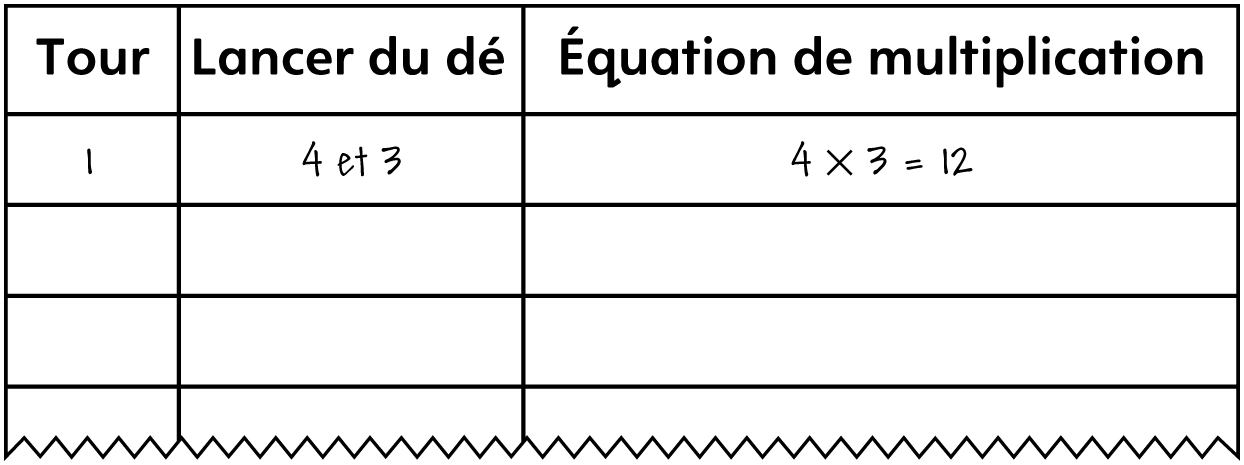 Tour Lancer du dé Équation de multiplication
1 4 et 3 4 × 3 = 12